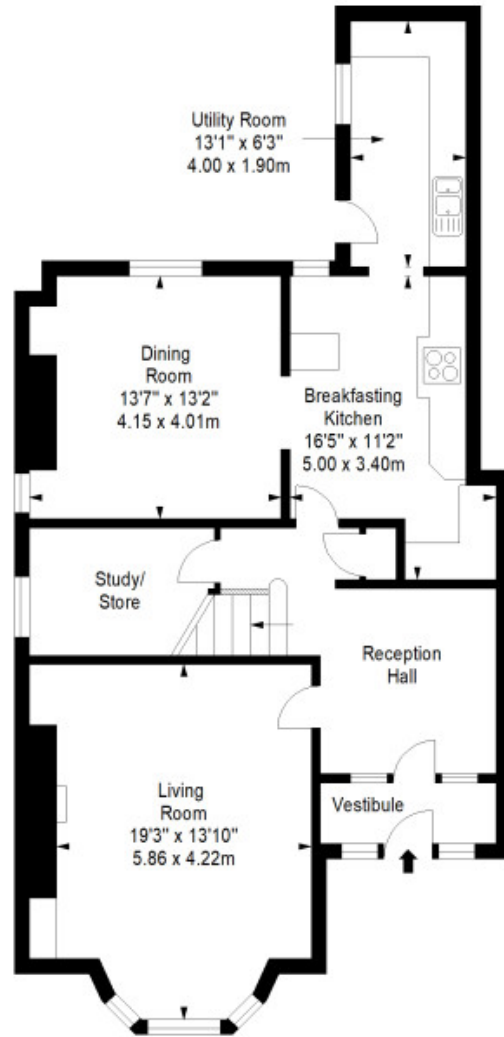 Utility Room
13'1" x 6'3"
4.00 x 1.90m
Dining
Room
13'7" x 13'2"
4.15 x 4.01m
Breakfasting
Kitchen
16'5" x 11'2"
5.00 x 3.40m
Study/
Store
Reception
Hall
Living
Room
19'3" x 13'10"
5.86 x 4.22m
Vestibule